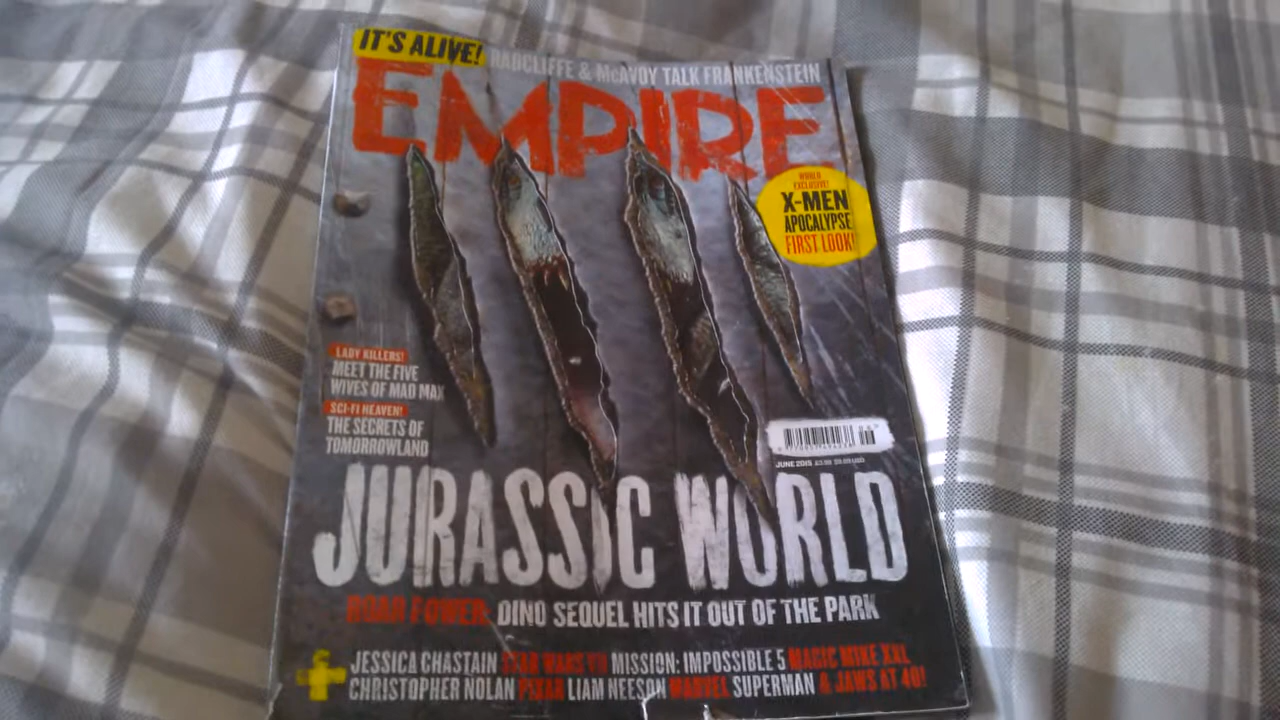 IT'S ALIVE! RADCLIFFE & McAVOY TALK FRANKENSTEIN
EMPIRE
WORLD
EXCLUSIVE!
X-MEN
APOCALYPSE
FIRST LOOK!
LADY KILLERS!
MEET THE FIVE
WIVES OF MAD MAX
SCI-FI HEAVEN!
THE SECRETS OF
TOMORROWLAND
JUNE 2015
JURASSIC WORLD
ROAR POWER: DINO SEQUEL HITS IT OUT OF THE PARK
+ JESSICA CHASTAIN STAR WARS VII MISSION: IMPOSSIBLE 5 MAGIC MIKE XXL
CHRISTOPHER NOLAN PIXAR LIAM NEESON MARVEL SUPERMAN & JAWS AT 40!